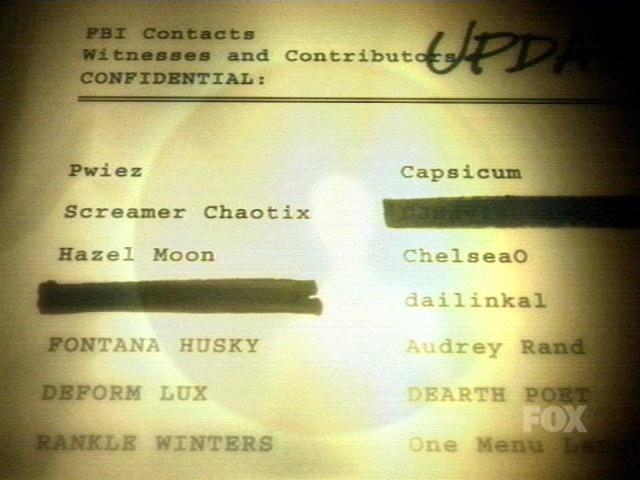 FBI Contacts
Witnesses and Contributors
CONFIDENTIAL:
Pwiez
Screamer Chaotix
Hazel Moon
FONTANA HUSKY
DEFORM LUX
RANKLE WINTERS
Capsicum
ChelseaO
dailinkal
Audrey Rand
DEARTH POET
One Menu
FOX